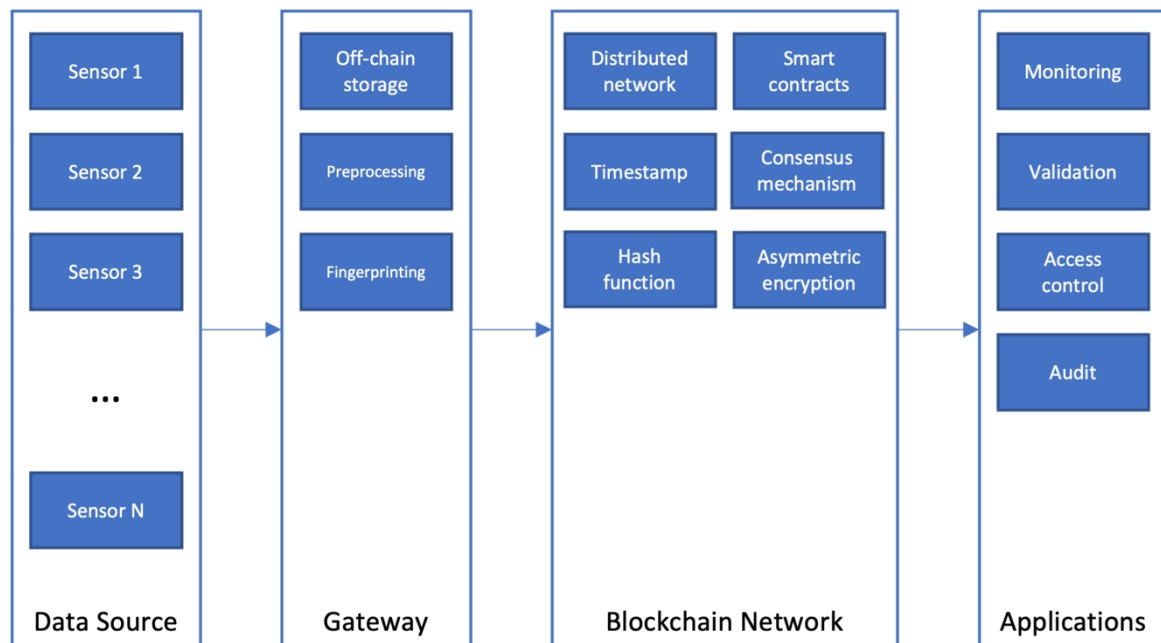 Sensor 1
Sensor 2
Sensor 3
...
Sensor N
Data Source
Off-chain
storage
Preprocessing
Fingerprinting
Gateway
Distributed
network
Smart
contracts
Timestamp
Consensus
mechanism
Hash
function
Asymmetric
encryption
Blockchain Network
Monitoring
Validation
Access
control
Audit
Applications